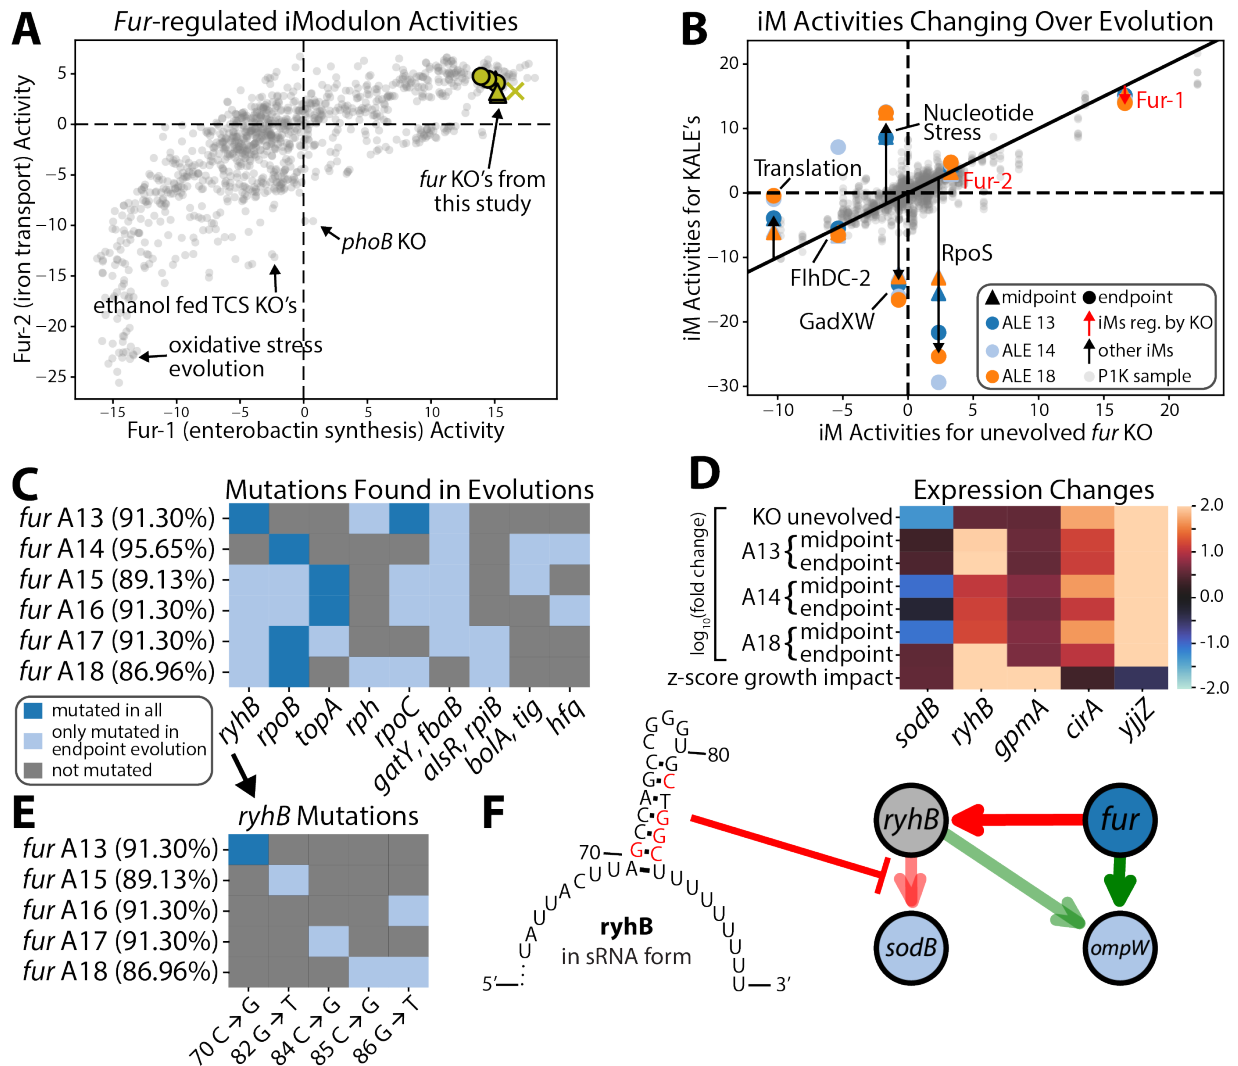 A
Fur-regulated iModulon Activities
Fur-2 (iron transport) Activity
5
0
−5
−10
−15
−20
−25
fur KO's from
this study
phoB KO
ethanol fed TCS KO's
oxidative stress
evolution
−15
−10
−5
0
5
10
15
Fur-1 (enterobactin synthesis) Activity
B
iM Activities Changing Over Evolution
iM Activities for KALE's
20
10
0
−10
−20
−30
Nucleotide
Stress
Fur-1
Translation
Fur-2
FlhDC-2
RpoS
GadXW
midpoint
endpoint
ALE 13
iMs reg. by KO
ALE 14
other iMs
ALE 18
P1K sample
−10
−5
0
5
10
15
20
iM Activities for unevolved fur KO
C
Mutations Found in Evolutions
fur A13 (91.30%)
fur A14 (95.65%)
fur A15 (89.13%)
fur A16 (91.30%)
fur A17 (91.30%)
fur A18 (86.96%)
ryhB
rpoB
topA
rph
rpoC
gatY, fbaB
alsR, rpiB
bolA, tig
hfq
mutated in all
only mutated in
endpoint evolution
not mutated
D
Expression Changes
log10(fold change)
KO unevolved
A13
midpoint
endpoint
A14
midpoint
endpoint
A18
midpoint
endpoint
z-score growth impact
sodB
ryhB
gpmA
cirA
yjjZ
2.0
1.0
0.0
-1.0
-2.0
E
ryhB Mutations
fur A13 (91.30%)
fur A15 (89.13%)
fur A16 (91.30%)
fur A17 (91.30%)
fur A18 (86.96%)
70 C→G
82 G→T
84 C→G
85 C→G
86 G→T
F
5′
U
A
U
U
A
C
U
U
A
70
G
C
C
A
G
C
C
G
G
G
U
80
G
C
T
G
G
C
U
U
U
U
U
U
U
U
U
3′
ryhB
in sRNA form
ryhB
fur
sodB
ompW